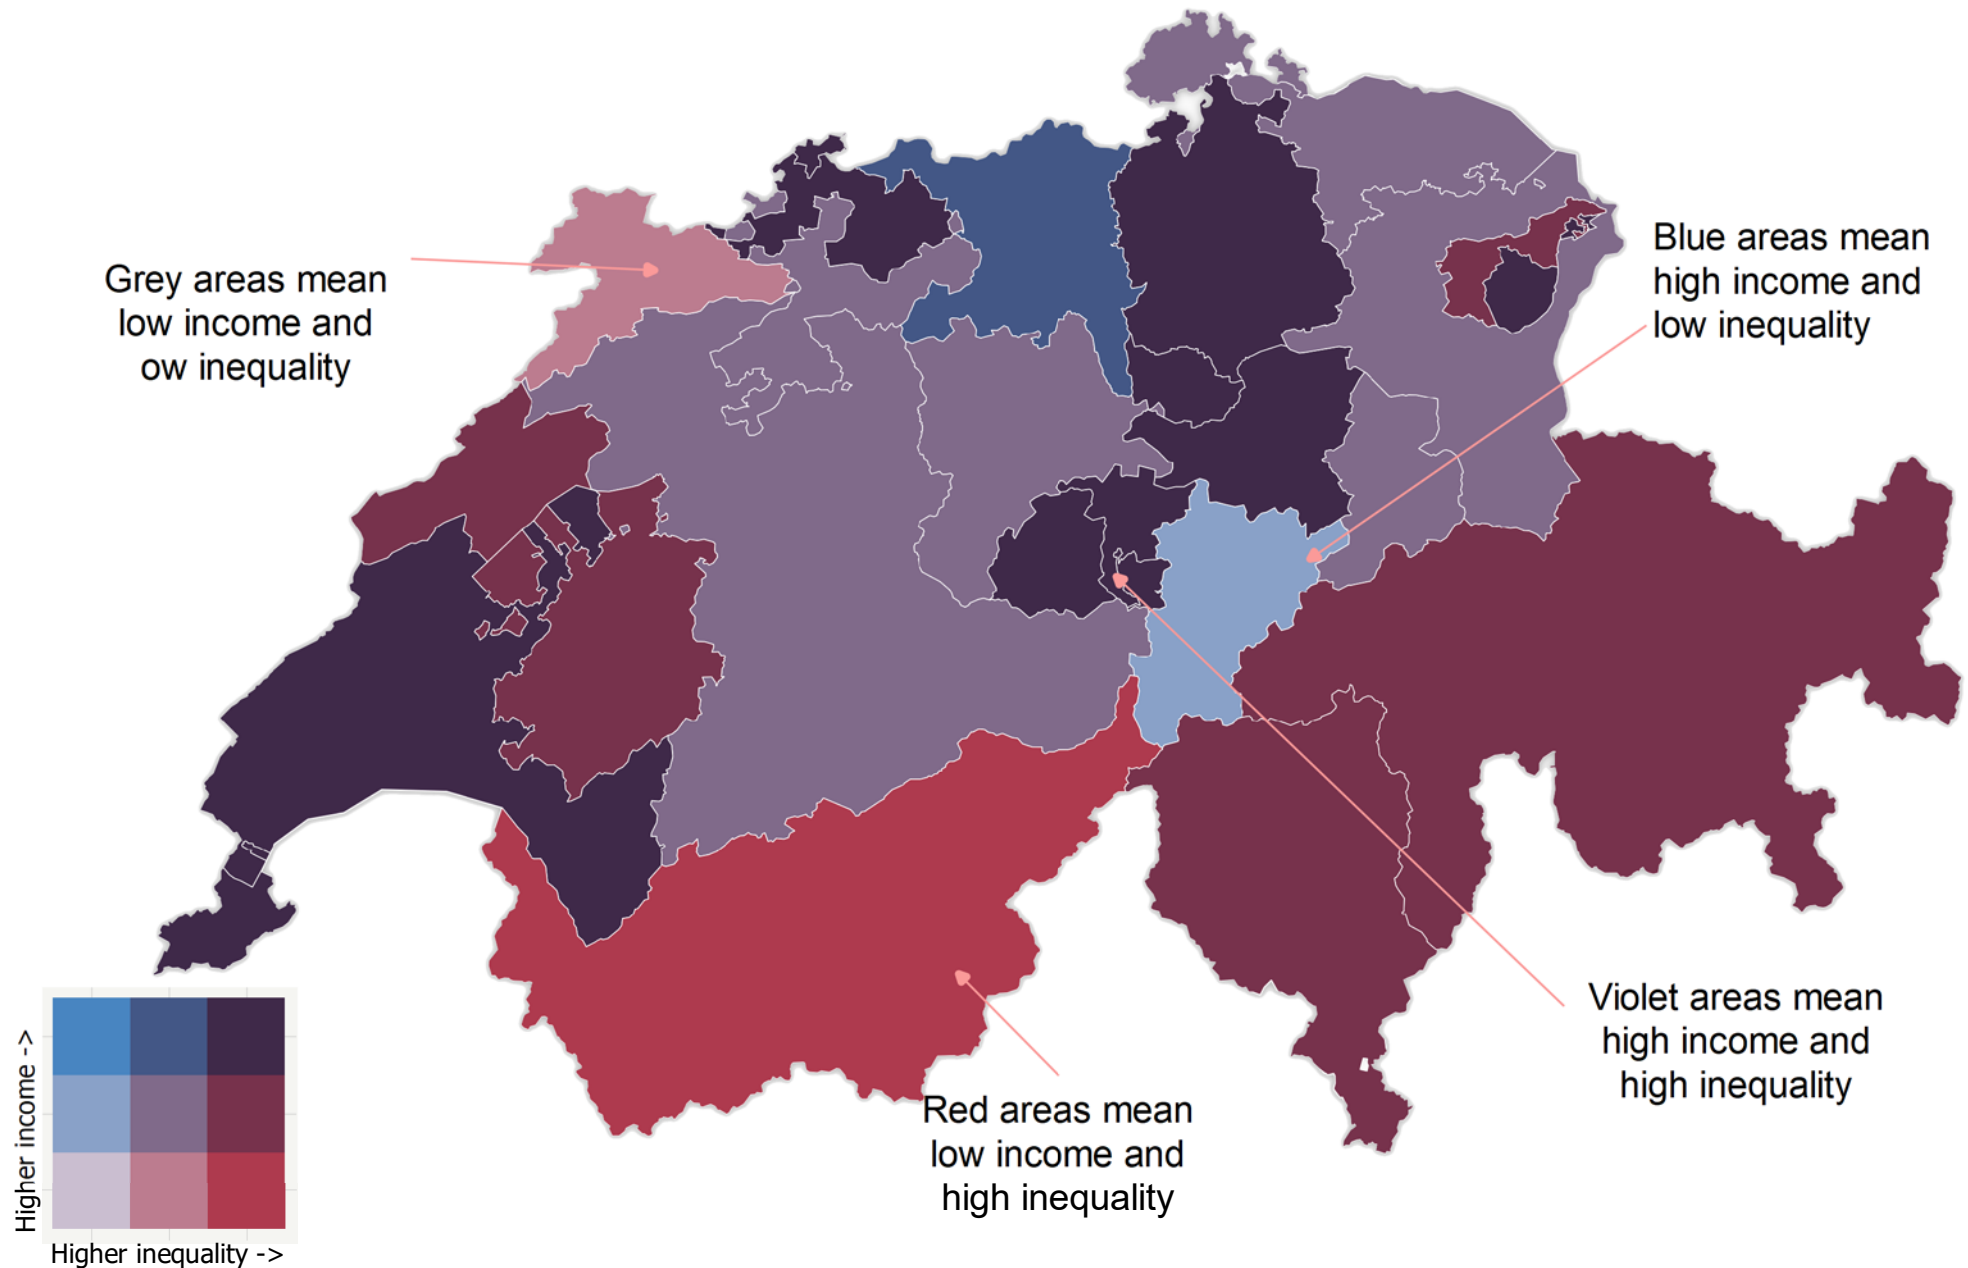 Grey areas mean
low income and
ow inequality
Blue areas mean
high income and
low inequality
Violet areas mean
high income and
high inequality
Red areas mean
low income and
high inequality
Higher income ->
Higher inequality ->